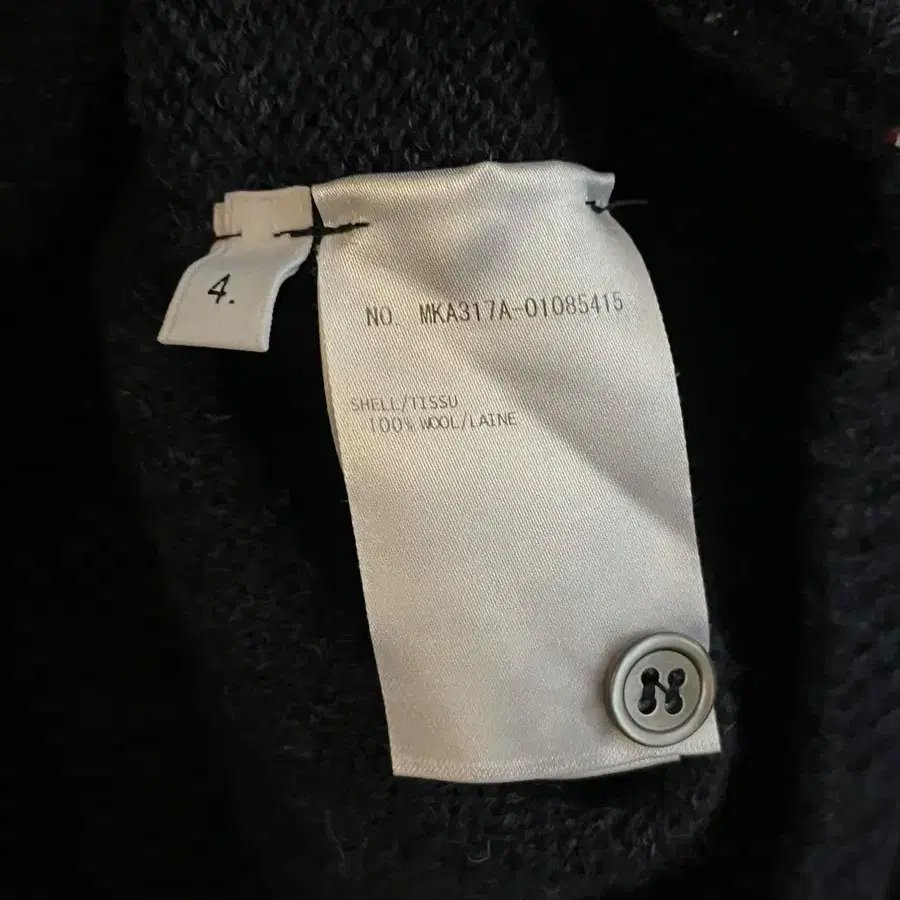 4.
NO. MKA317A-01085415
SHELL/TISSU
100% WOOL/LAINE